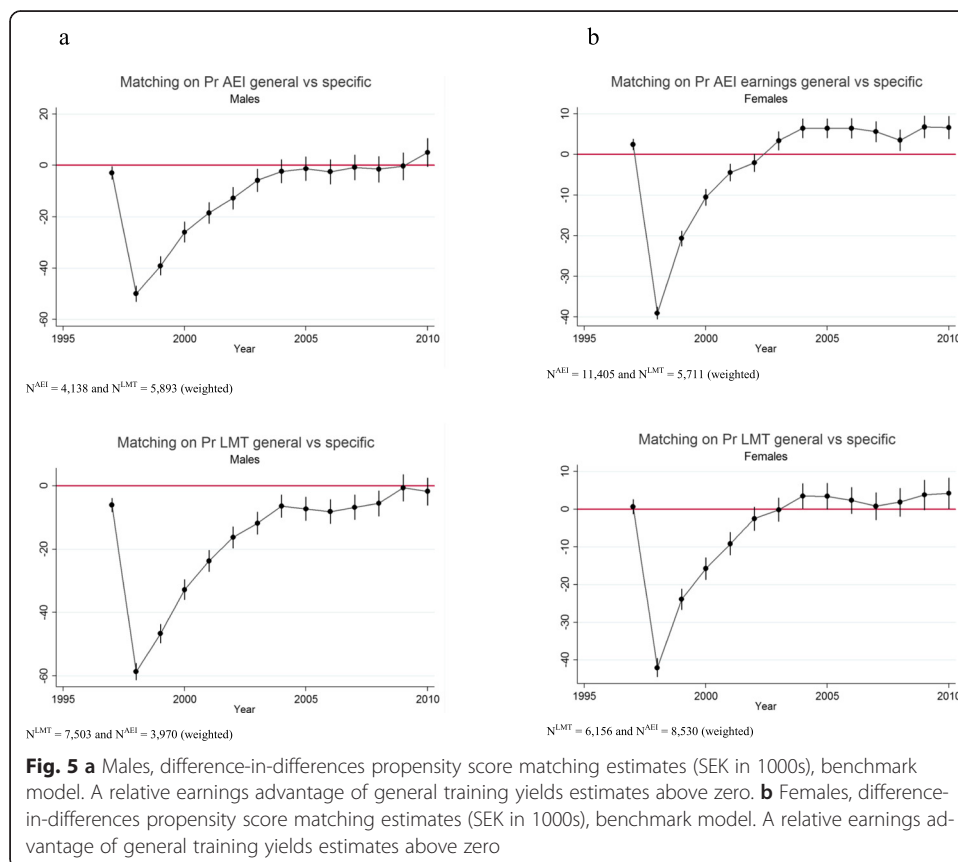 a
b
Matching on Pr AEI general vs specific
Males
20
0
-20
-40
-60
1995
2000
2005
2010
Year
N^AEI = 4,138 and N^LMT = 5,893 (weighted)
Matching on Pr AEI earnings general vs specific
Females
10
0
-10
-20
-30
-40
1995
2000
2005
2010
Year
N^AEI = 11,405 and N^LMT = 5,711 (weighted)
Matching on Pr LMT general vs specific
Males
0
-20
-40
-60
1995
2000
2005
2010
Year
N^LMT = 7,503 and N^AEI = 3,970 (weighted)
Matching on Pr LMT general vs specific
Females
10
0
-10
-20
-30
-40
1995
2000
2005
2010
Year
N^LMT = 6,156 and N^AEI = 8,530 (weighted)
Fig. 5 a Males, difference-in-differences propensity score matching estimates (SEK in 1000s), benchmark
model. A relative earnings advantage of general training yields estimates above zero. b Females, difference-
in-differences propensity score matching estimates (SEK in 1000s), benchmark model. A relative earnings ad-
vantage of general training yields estimates above zero